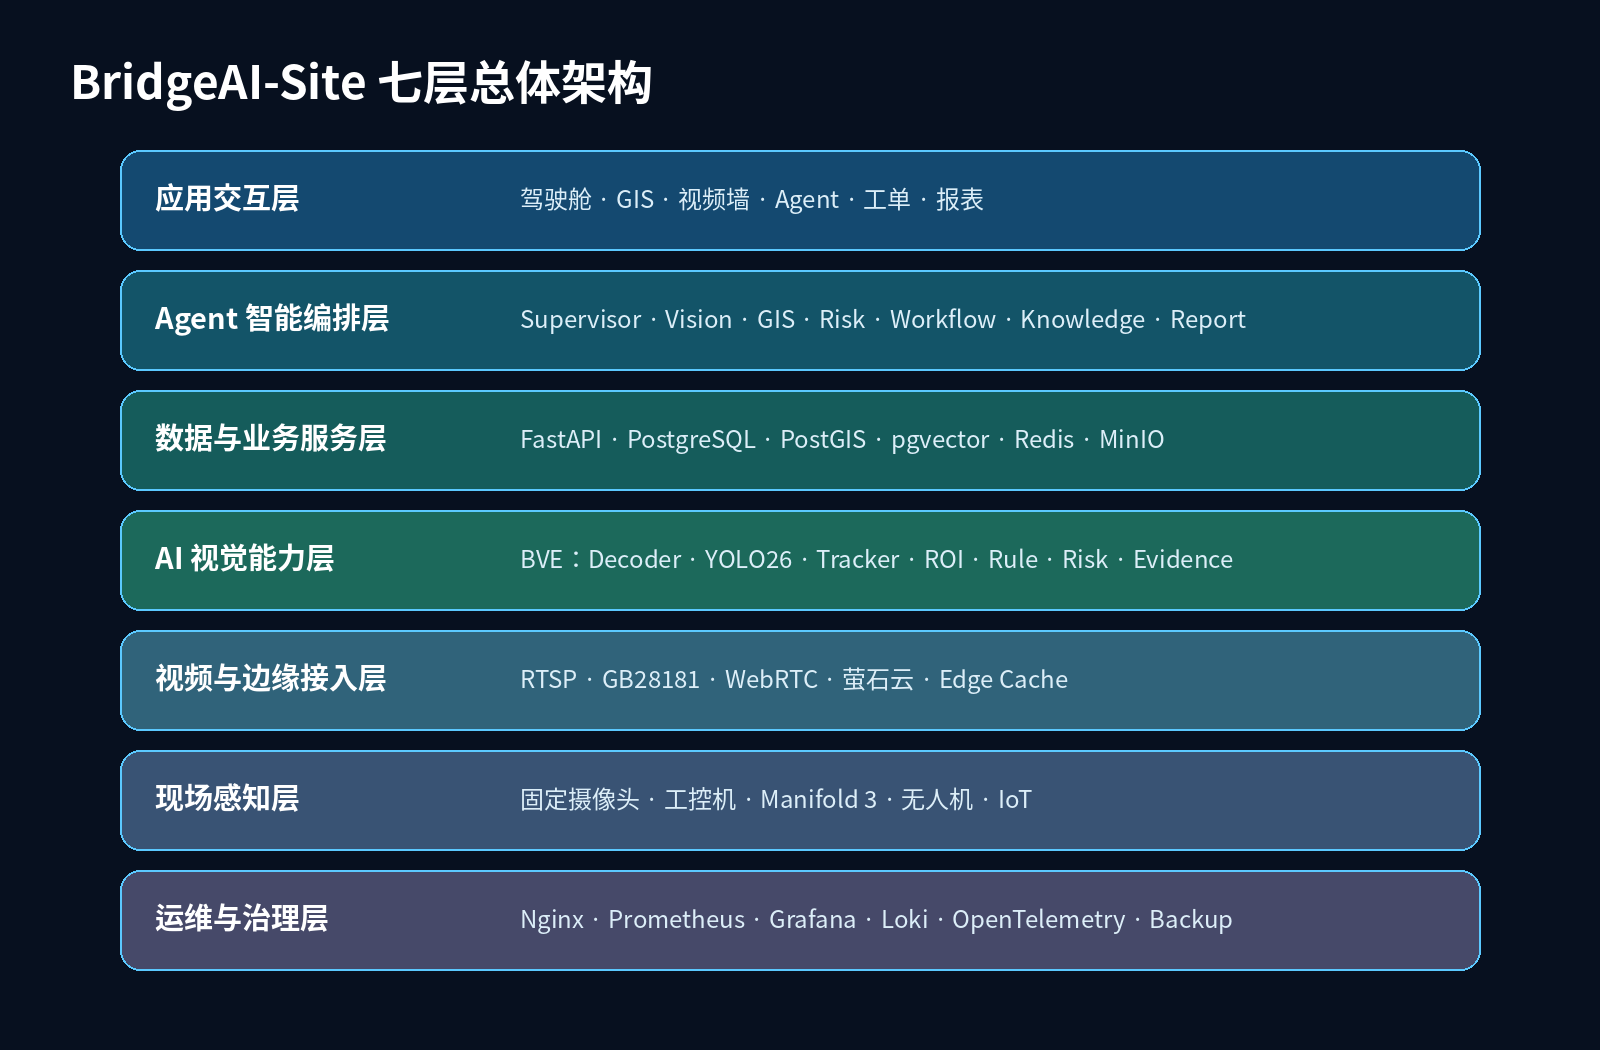 BridgeAI-Site 七层总体架构
应用交互层
驾驶舱 · GIS · 视频墙 · Agent · 工单 · 报表
Agent 智能编排层
Supervisor · Vision · GIS · Risk · Workflow · Knowledge · Report
数据与业务服务层
FastAPI · PostgreSQL · PostGIS · pgvector · Redis · MinIO
AI 视觉能力层
BVE：Decoder · YOLO26 · Tracker · ROI · Rule · Risk · Evidence
视频与边缘接入层
RTSP · GB28181 · WebRTC · 萤石云 · Edge Cache
现场感知层
固定摄像头 · 工控机 · Manifold 3 · 无人机 · IoT
运维与治理层
Nginx · Prometheus · Grafana · Loki · OpenTelemetry · Backup